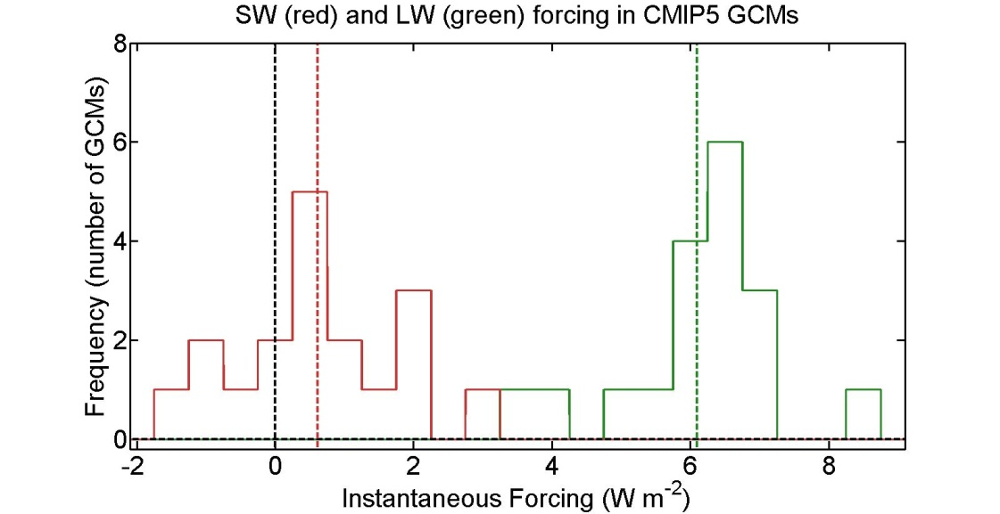 SW (red) and LW (green) forcing in CMIP5 GCMs
8
6
4
2
0
Frequency (number of GCMs)
-2 0 2 4 6 8
Instantaneous Forcing (W m⁻²)